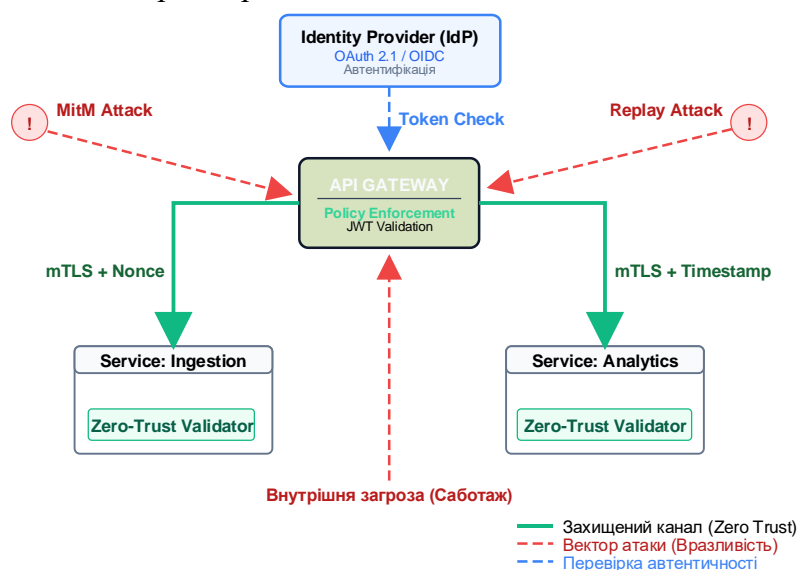 Identity Provider (IdP)
OAuth 2.1 / OIDC
Автентифікація
MitM Attack
Replay Attack
!
!
Token Check
API GATEWAY
Policy Enforcement
JWT Validation
mTLS + Nonce
mTLS + Timestamp
Service: Ingestion
Service: Analytics
Zero-Trust Validator
Zero-Trust Validator
Внутрішня загроза (Саботаж)
Захищений канал (Zero Trust)
Вектор атаки (Вразливість)
Перевірка автентичності